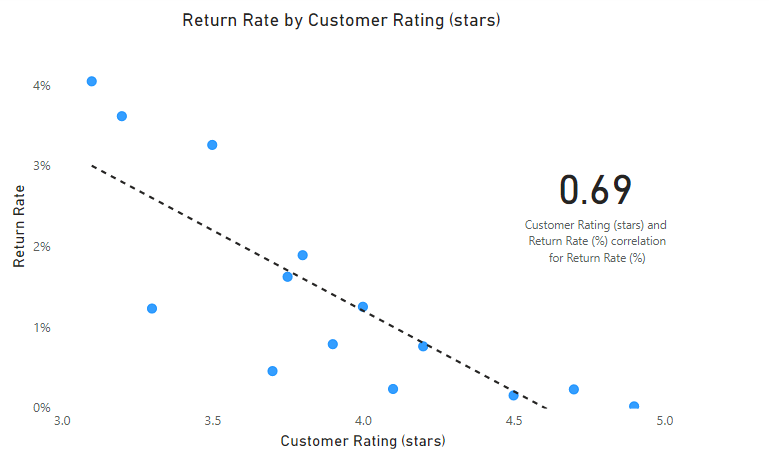 Return Rate by Customer Rating (stars)
4%
3%
2%
1%
0%
Return Rate
3.0 3.5 4.0 4.5 5.0
Customer Rating (stars)
0.69
Customer Rating (stars) and
Return Rate (%) correlation
for Return Rate (%)